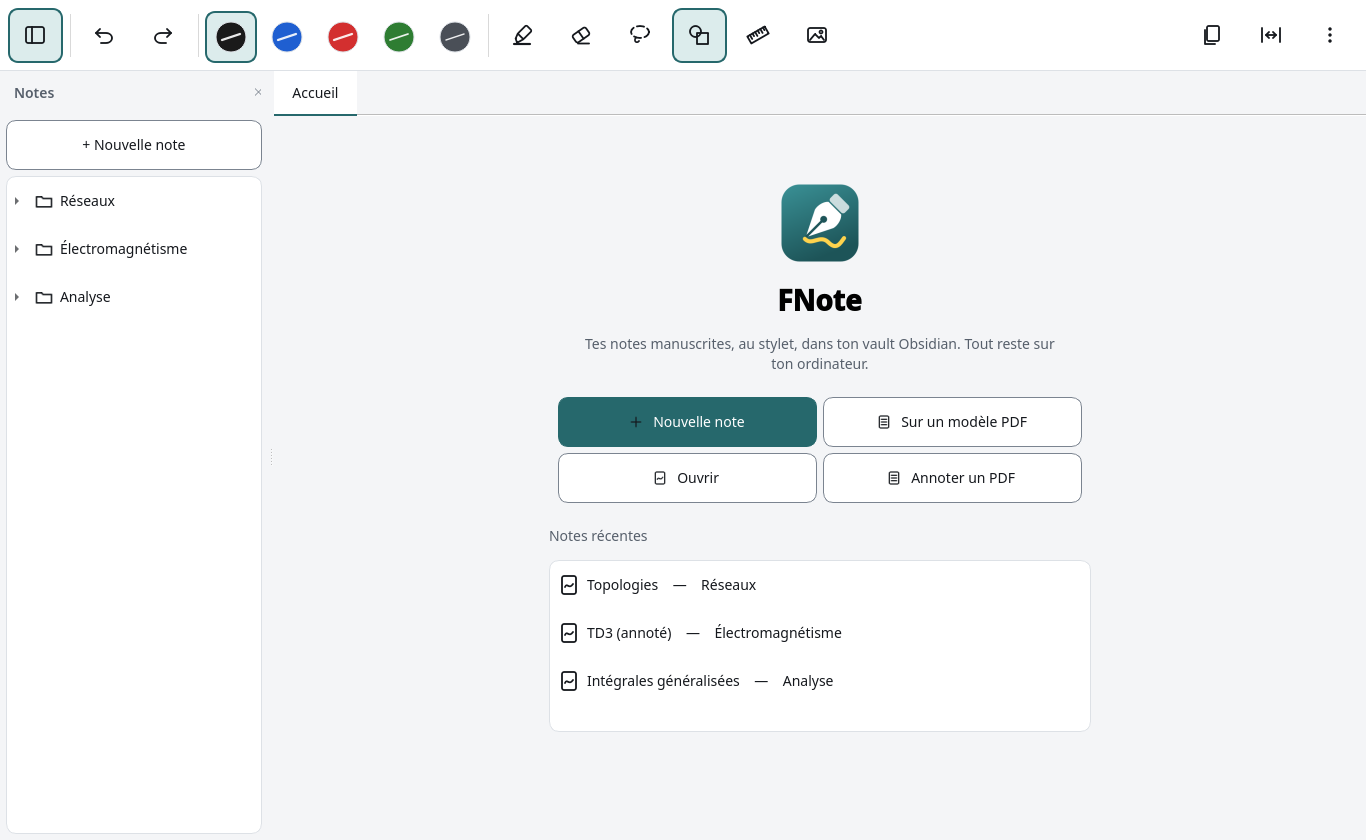 Notes ×
Accueil
+ Nouvelle note
Réseaux
Électromagnétisme
Analyse
FNote
Tes notes manuscrites, au stylet, dans ton vault Obsidian. Tout reste sur
ton ordinateur.
Nouvelle note
Sur un modèle PDF
Ouvrir
Annoter un PDF
Notes récentes
Topologies — Réseaux
TD3 (annoté) — Électromagnétisme
Intégrales généralisées — Analyse